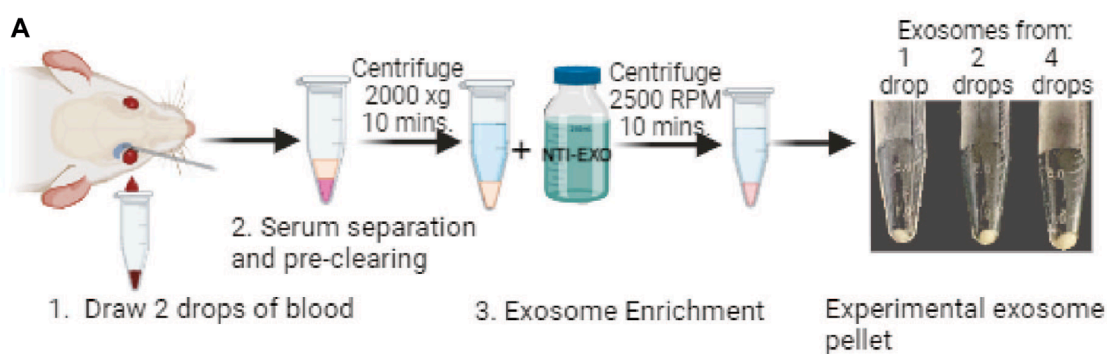 A
Centrifuge
2000 xg
10 mins.
+
NTI-EXO
Centrifuge
2500 RPM
10 mins.
Exosomes from:
1 2 4
drop drops drops
2. Serum separation
and pre-clearing
1. Draw 2 drops of blood
3. Exosome Enrichment
Experimental exosome
pellet